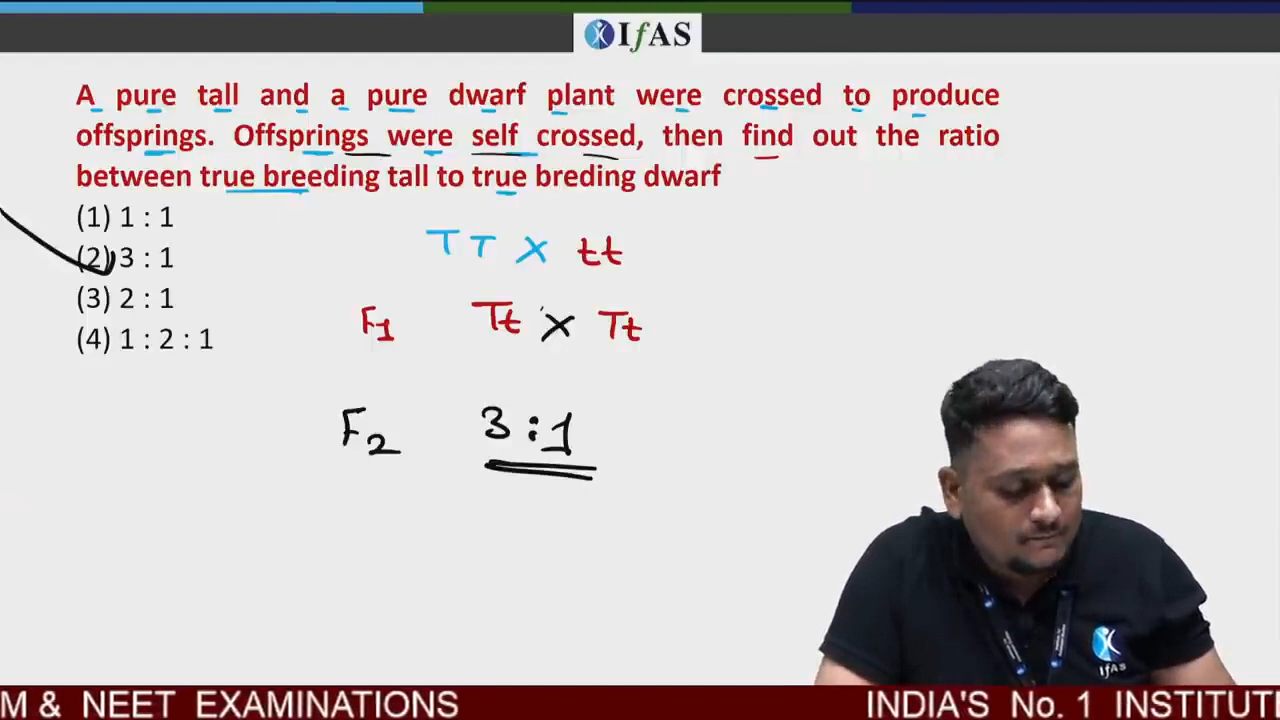 IfAS
A pure tall and a pure dwarf plant were crossed to produce
offsprings. Offsprings were self crossed, then find out the ratio
between true breeding tall to true breding dwarf
(1) 1 : 1
(2) 3 : 1
(3) 2 : 1
(4) 1 : 2 : 1
TT X tt
F1 Tt X Tt
F2 3 : 1
IfAS
M & NEET EXAMINATIONS INDIA'S No. 1 INSTITUT